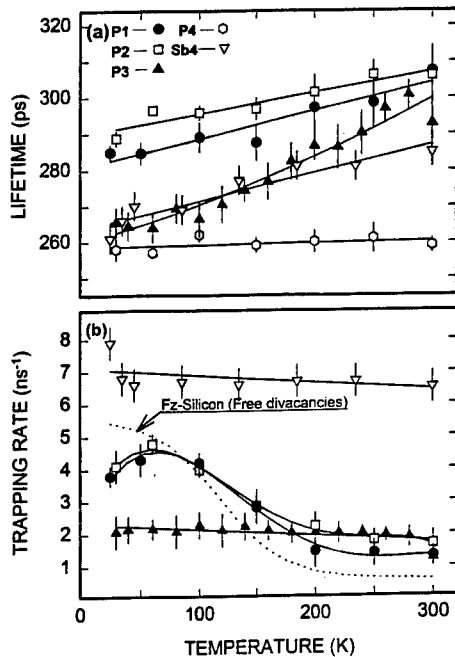 320
(a) P1 P4
P2 Sb4
P3
300
280
260
LIFETIME (ps)
8
(b)
7
6
Fz-Silicon (Free divacancies)
5
4
3
2
1
TRAPPING RATE (ns⁻¹)
0 100 200 300
TEMPERATURE (K)